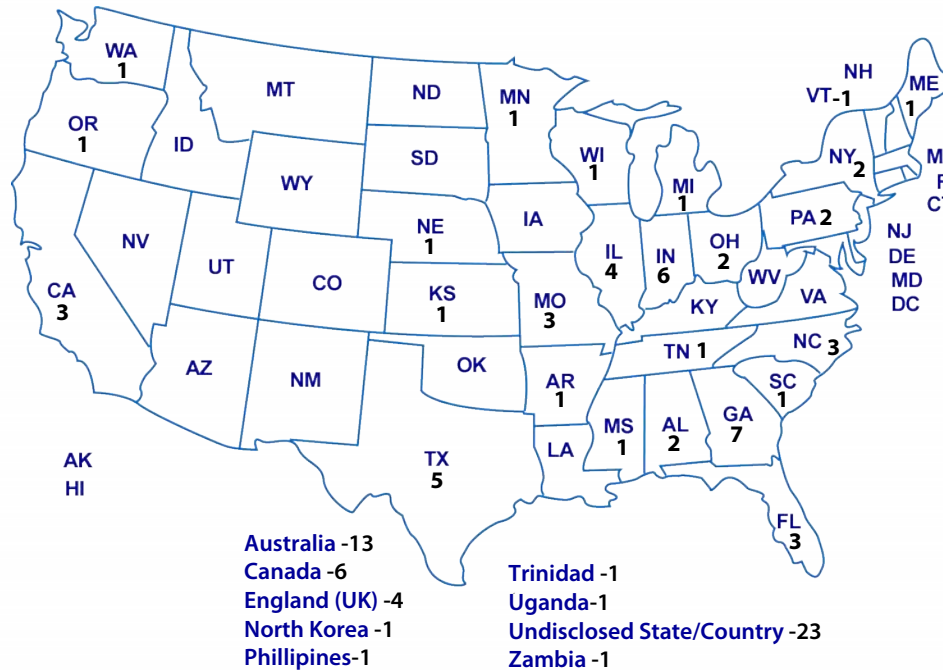 WA
1
MT
ND
MN
1
NH
VT-1
ME
1
OR
1
ID
SD
WI
1
NY 2
WY
MI
1
NE
1
IA
PA 2
NJ
DE
MD
DC
NV
UT
CO
IL
4
IN
6
OH
2
WV
VA
CA
3
KS
1
MO
3
KY
NC 3
TN 1
AZ
NM
OK
AR
1
SC
1
MS
1
AL
2
GA
7
LA
TX
5
AK
HI
FL
3
Australia -13
Canada -6
England (UK) -4
North Korea -1
Phillipines-1
Trinidad -1
Uganda-1
Undisclosed State/Country -23
Zambia -1